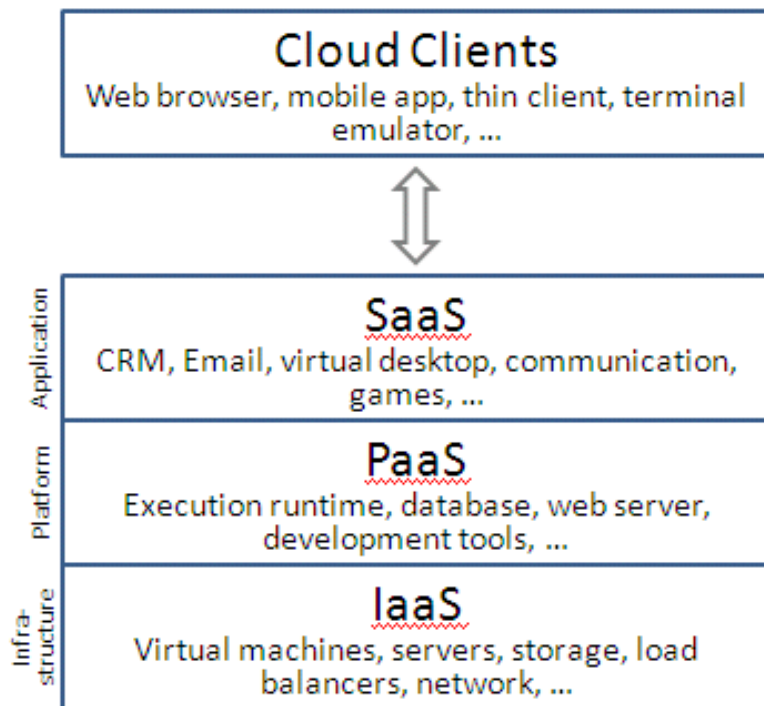 Cloud Clients
Web browser, mobile app, thin client, terminal
emulator, ...
Application
SaaS
CRM, Email, virtual desktop, communication,
games, ...
Platform
PaaS
Execution runtime, database, web server,
development tools, ...
Infra-
structure
IaaS
Virtual machines, servers, storage, load
balancers, network, ...